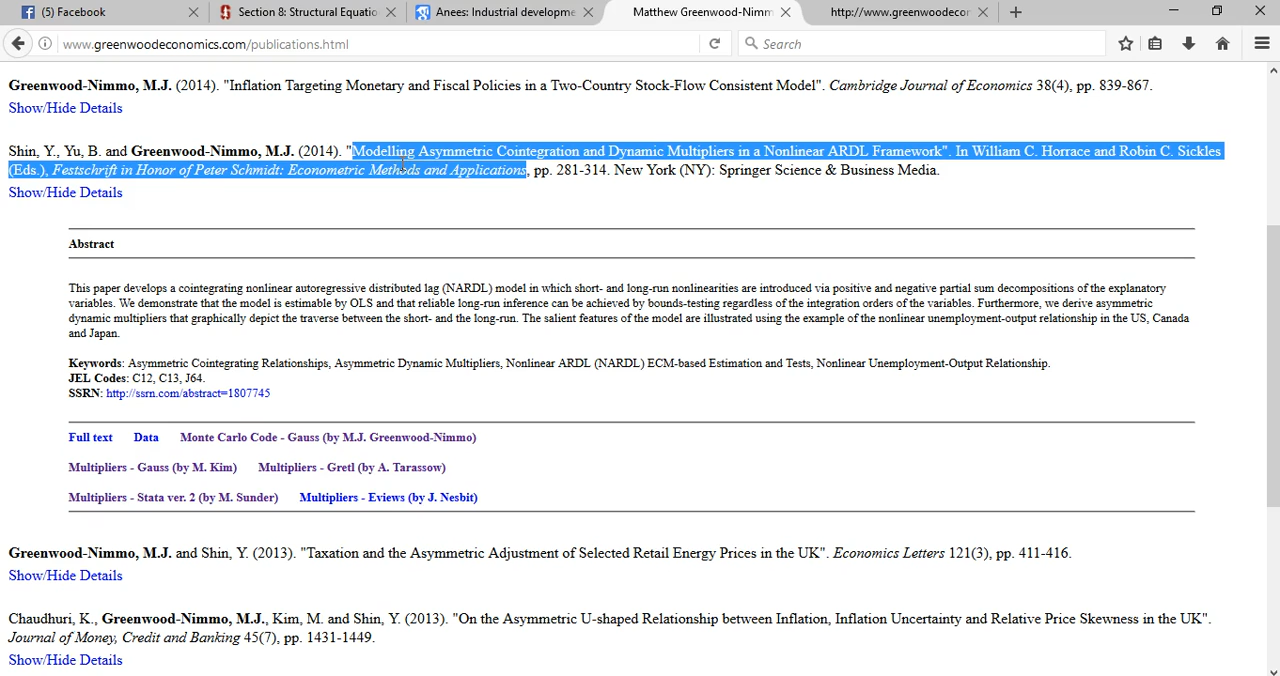 (5) Facebook
Section 8: Structural Equatio
Anees: Industrial developme
Matthew Greenwood-Nimm
http://www.greenwoodecor
www.greenwoodeconomics.com/publications.html
Search
Greenwood-Nimmo, M.J. (2014). "Inflation Targeting Monetary and Fiscal Policies in a Two-Country Stock-Flow Consistent Model". Cambridge Journal of Economics 38(4), pp. 839-867.
Show/Hide Details
Shin, Y., Yu, B. and Greenwood-Nimmo, M.J. (2014). "Modelling Asymmetric Cointegration and Dynamic Multipliers in a Nonlinear ARDL Framework". In William C. Horrace and Robin C. Sickles
(Eds.), Festschrift in Honor of Peter Schmidt: Econometric Methods and Applications, pp. 281-314. New York (NY): Springer Science & Business Media.
Show/Hide Details
Abstract
This paper develops a cointegrating nonlinear autoregressive distributed lag (NARDL) model in which short- and long-run nonlinearities are introduced via positive and negative partial sum decompositions of the explanatory
variables. We demonstrate that the model is estimable by OLS and that reliable long-run inference can be achieved by bounds-testing regardless of the integration orders of the variables. Furthermore, we derive asymmetric
dynamic multipliers that graphically depict the traverse between the short- and the long-run. The salient features of the model are illustrated using the example of the nonlinear unemployment-output relationship in the US, Canada
and Japan.
Keywords: Asymmetric Cointegrating Relationships, Asymmetric Dynamic Multipliers, Nonlinear ARDL (NARDL) ECM-based Estimation and Tests, Nonlinear Unemployment-Output Relationship.
JEL Codes: C12, C13, J64.
SSRN: http://ssrn.com/abstract=1807745
Full text Data Monte Carlo Code - Gauss (by M.J. Greenwood-Nimmo)
Multipliers - Gauss (by M. Kim) Multipliers - Gretl (by A. Tarassow)
Multipliers - Stata ver. 2 (by M. Sunder) Multipliers - Eviews (by J. Nesbit)
Greenwood-Nimmo, M.J. and Shin, Y. (2013). "Taxation and the Asymmetric Adjustment of Selected Retail Energy Prices in the UK". Economics Letters 121(3), pp. 411-416.
Show/Hide Details
Chaudhuri, K., Greenwood-Nimmo, M.J., Kim, M. and Shin, Y. (2013). "On the Asymmetric U-shaped Relationship between Inflation, Inflation Uncertainty and Relative Price Skewness in the UK".
Journal of Money, Credit and Banking 45(7), pp. 1431-1449.
Show/Hide Details